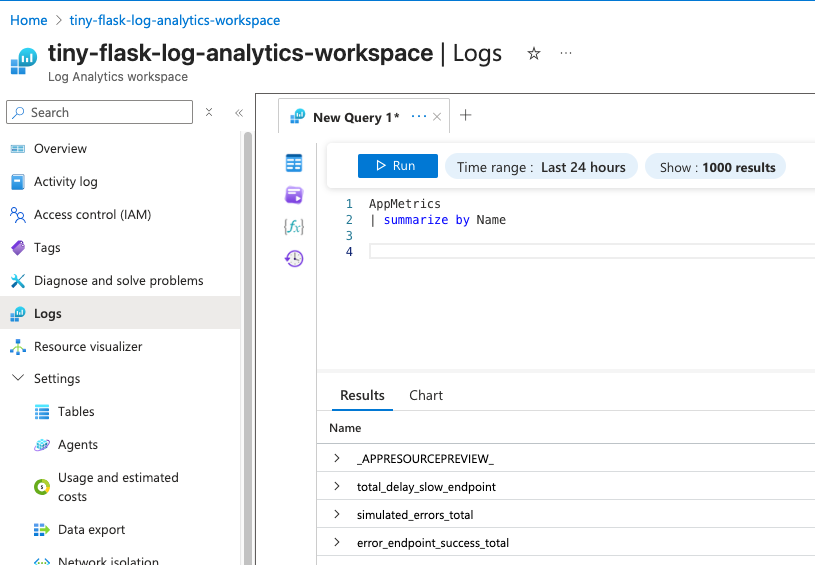 Home > tiny-flask-log-analytics-workspace
tiny-flask-log-analytics-workspace | Logs
Log Analytics workspace
Search
Overview
Activity log
Access control (IAM)
Tags
Diagnose and solve problems
Logs
Resource visualizer
Settings
Tables
Agents
Usage and estimated
costs
Data export
Network isolation
New Query 1*
Run
Time range : Last 24 hours
Show : 1000 results
1 AppMetrics
2 | summarize by Name
3
4
Results Chart
Name
_APPRESOURCEPREVIEW_
total_delay_slow_endpoint
simulated_errors_total
error_endpoint_success_total